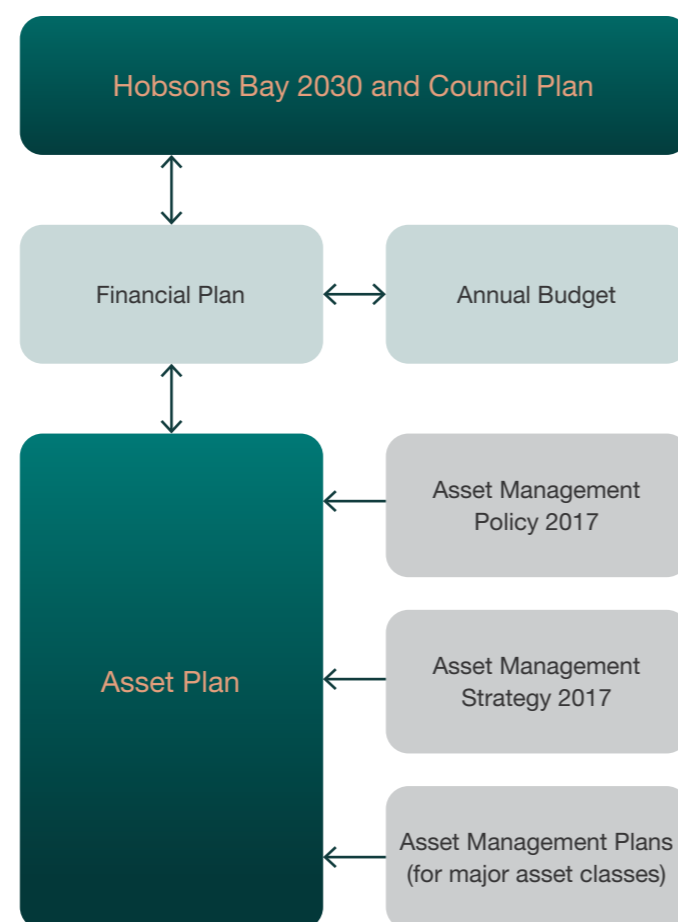 Hobsons Bay 2030 and Council Plan
Financial Plan
Annual Budget
Asset Plan
Asset Management
Policy 2017
Asset Management
Strategy 2017
Asset Management Plans
(for major asset classes)